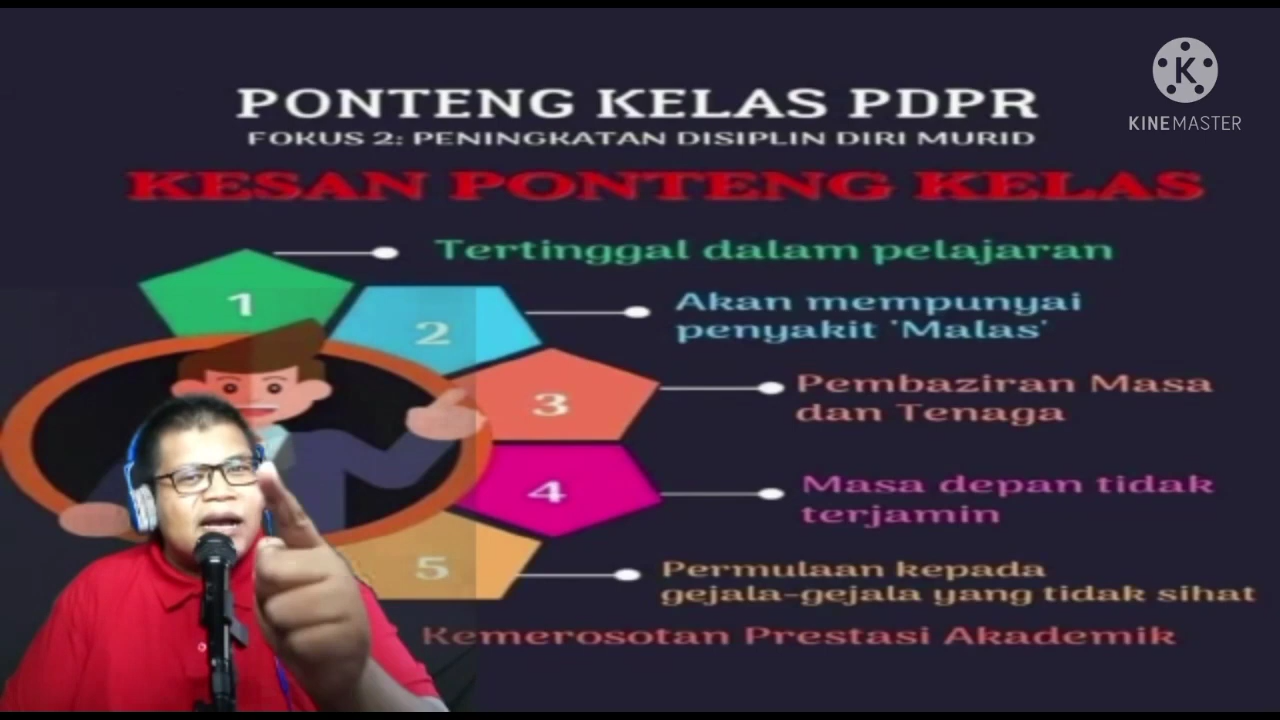 K
KINEMASTER
PONTENG KELAS PDPR
FOKUS 2: PENINGKATAN DISIPLIN DIRI MURID
KESAN PONTENG KELAS
1
Tertinggal dalam pelajaran
2
Akan mempunyai
penyakit 'Malas'
3
Pembaziran Masa
dan Tenaga
4
Masa depan tidak
terjamin
5
Permulaan kepada
gejala-gejala yang tidak sihat
Kemerosotan Prestasi Akademik